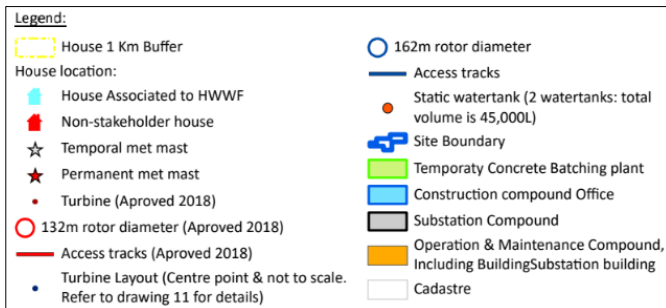 Legend:
House 1 Km Buffer
House location:
House Associated to HWWF
Non-stakeholder house
Temporal met mast
Permanent met mast
Turbine (Aproved 2018)
132m rotor diameter (Aproved 2018)
Access tracks (Aproved 2018)
Turbine Layout (Centre point & not to scale.
Refer to drawing 11 for details)
162m rotor diameter
Access tracks
Static watertank (2 watertanks: total
volume is 45,000L)
Site Boundary
Temporaty Concrete Batching plant
Construction compound Office
Substation Compound
Operation & Maintenance Compound,
Including BuildingSubstation building
Cadastre